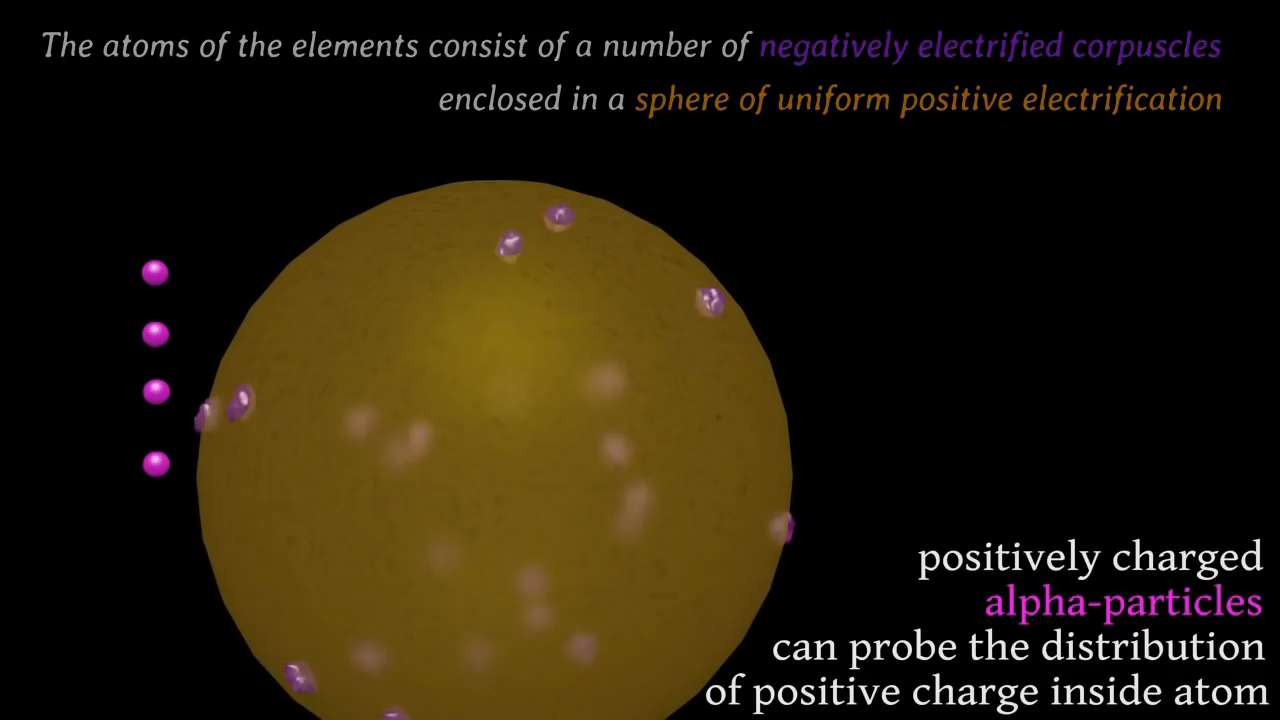 The atoms of the elements consist of a number of negatively electrified corpuscles
enclosed in a sphere of uniform positive electrification
positively charged
alpha-particles
can probe the distribution
of positive charge inside atom